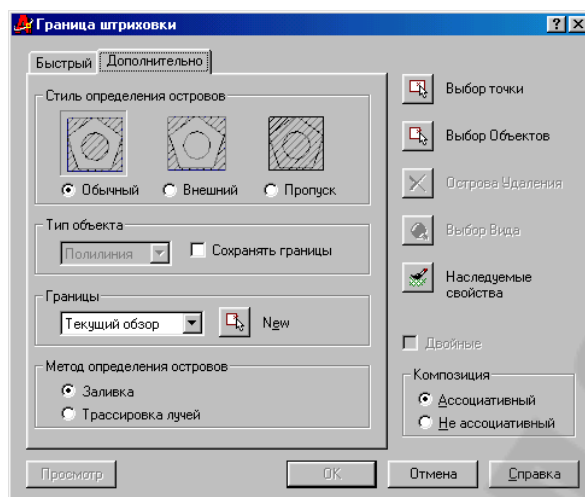 Граница штриховки
Быстрый Дополнительно
Стиль определения островов
Обычный Внешний Пропуск
Тип объекта
Полилиния Сохранять границы
Границы
Текущий обзор New
Метод определения островов
Заливка
Трассировка лучей
Выбор точки
Выбор Объектов
Острова Удаления
Выбор Вида
Наследуемые
свойства
Двойные
Композиция
Ассоциативный
Не ассоциативный
Просмотр OK Отмена Справка